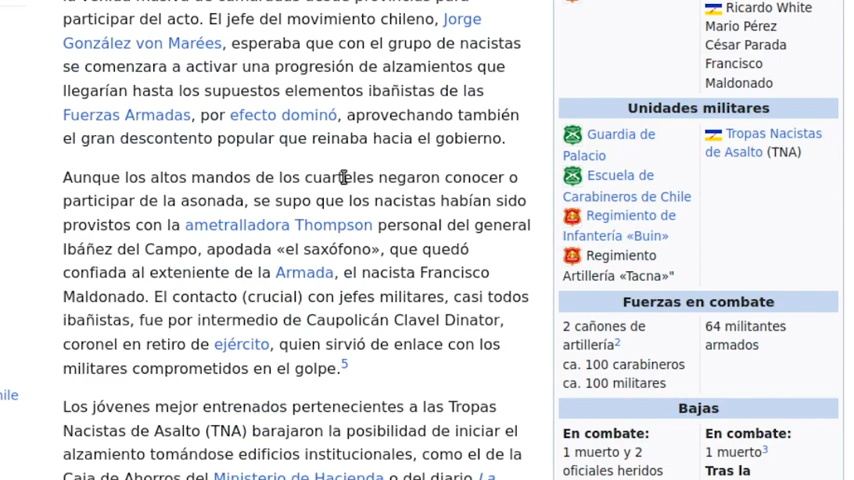 participar del acto. El jefe del movimiento chileno, Jorge
González von Marées, esperaba que con el grupo de nacistas
se comenzara a activar una progresión de alzamientos que
llegarían hasta los supuestos elementos ibañistas de las
Fuerzas Armadas, por efecto dominó, aprovechando también
el gran descontento popular que reinaba hacia el gobierno.
Aunque los altos mandos de los cuarteles negaron conocer o
participar de la asonada, se supo que los nacistas habían sido
provistos con la ametralladora Thompson personal del general
Ibáñez del Campo, apodada «el saxófono», que quedó
confiada al exteniente de la Armada, el nacista Francisco
Maldonado. El contacto (crucial) con jefes militares, casi todos
ibañistas, fue por intermedio de Caupolicán Clavel Dinator,
coronel en retiro de ejército, quien sirvió de enlace con los
militares comprometidos en el golpe.5
Los jóvenes mejor entrenados pertenecientes a las Tropas
Nacistas de Asalto (TNA) barajaron la posibilidad de iniciar el
alzamiento tomándose edificios institucionales, como el de la
Caja de Ahorros del Ministerio de Hacienda o del diario La
hile
Ricardo White
Mario Pérez
César Parada
Francisco
Maldonado
Unidades militares
Guardia de
Palacio
Escuela de
Carabineros de Chile
Regimiento de
Infantería «Buin»
Regimiento
Artillería «Tacna»"
Tropas Nacistas
de Asalto (TNA)
Fuerzas en combate
2 cañones de
artillería2
ca. 100 carabineros
ca. 100 militares
64 militantes
armados
Bajas
En combate:
1 muerto y 2
oficiales heridos
En combate:
1 muerto3
Tras la